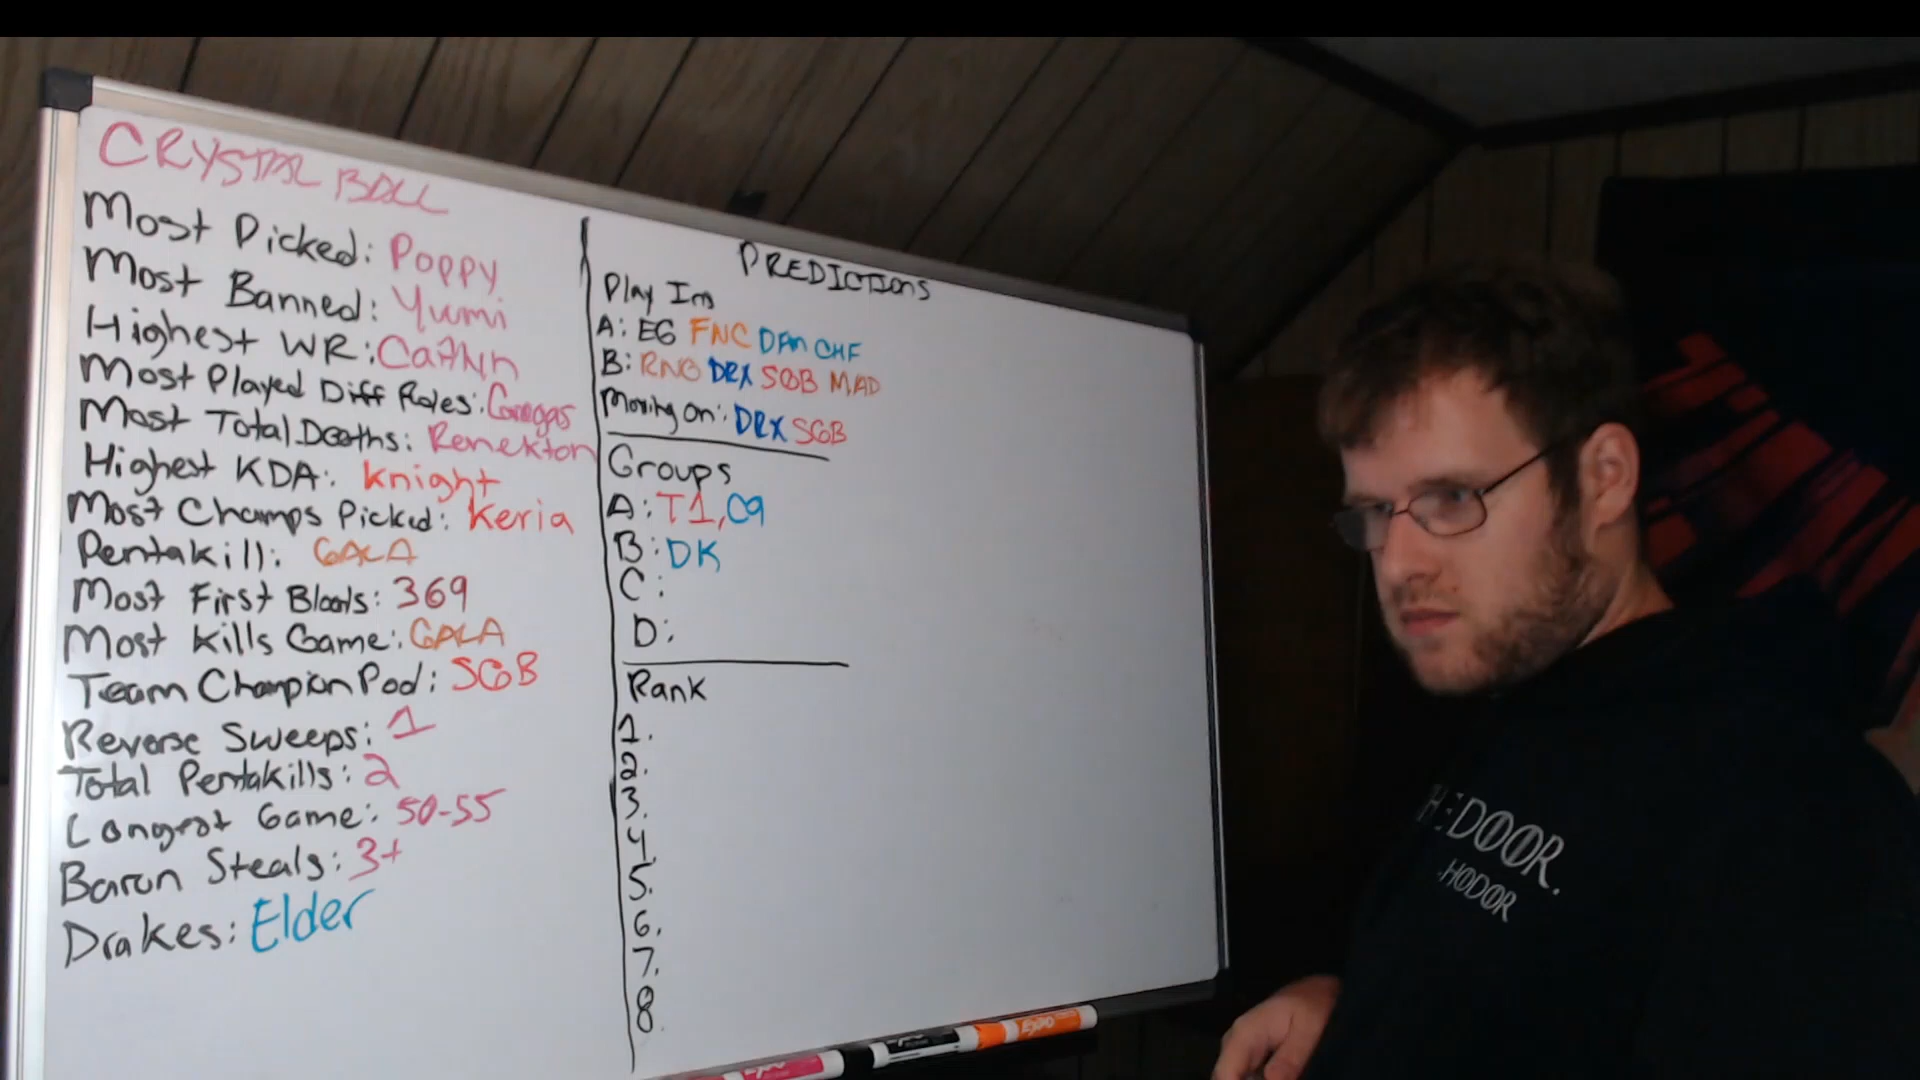 CRYSTAL BALL
Most Picked: Poppy
Most Banned: Yumi
Highest WR: Caitlyn
Most Played Diff Roles: Gragas
Most Total Deaths: Renekton
Highest KDA: Knight
Most Champs Picked: Keria
Pentakill: GALA
Most First Bloods: 369
Most Kills Game: GALA
Team Champion Pod: SGB
Reverse Sweeps: 1
Total Pentakills: 2
Longest Game: 50-55
Baron Steals: 3+
Drakes: Elder
PREDICTIONS
Play Ins
A: EG FNC DFM CHF
B: RNG DRX SGB MAD
Moving on: DRX SGB
Groups
A: T1, C9
B: DK
C:
D:
Rank
1.
2.
3.
4.
5.
6.
7.
8.
HEDOOR.
.HODOR
EXPO